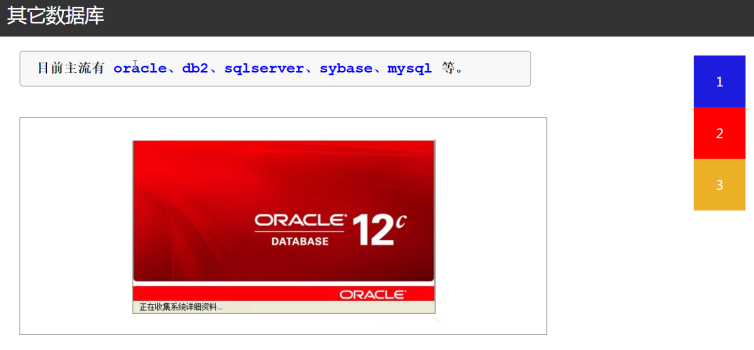 其它数据库
目前主流有 oracle、db2、sqlserver、sybase、mysql 等。
1
2
3
ORACLE
DATABASE 12c
ORACLE
正在收集系统详细资料...